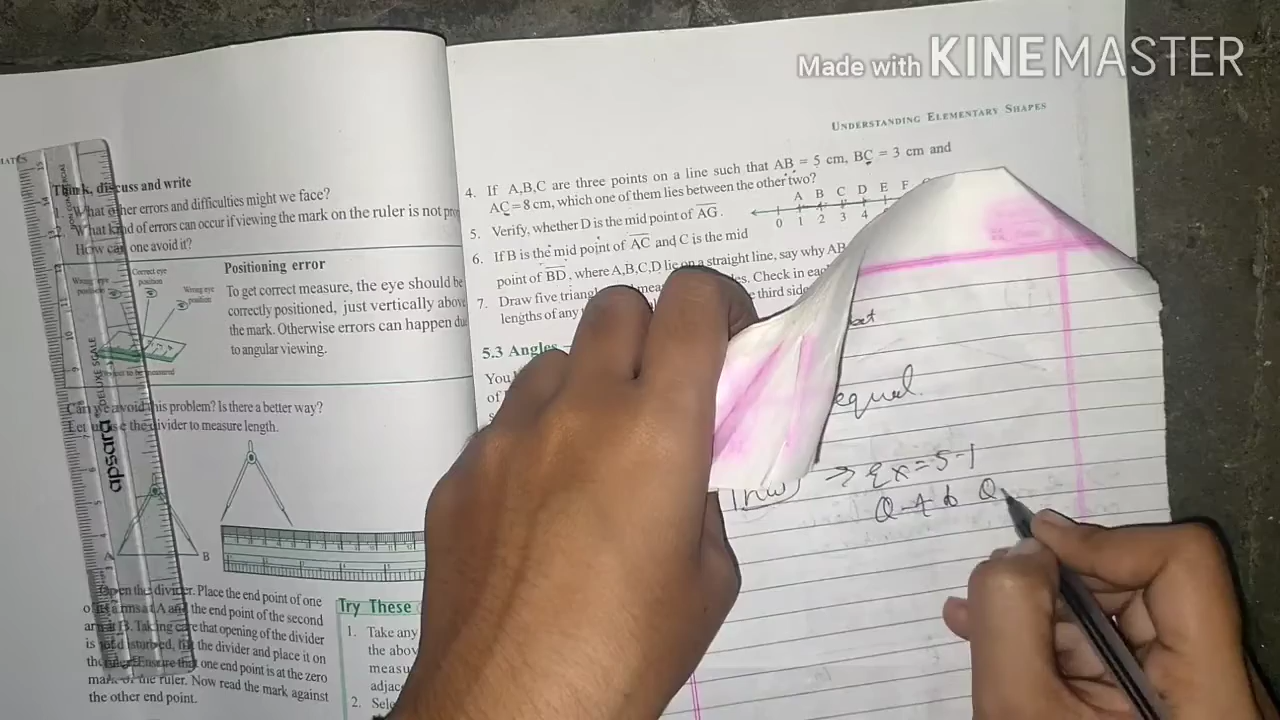 Made with KINEMASTER
UNDERSTANDING ELEMENTARY SHAPES
Think, discuss and write
1. What other errors and difficulties might we face?
2. What kind of errors can occur if viewing the mark on the ruler is not
How can one avoid it?
Positioning error
Correct eye position
Wrong eye position
Wrong eye position
To get correct measure, the eye should be
correctly positioned, just vertically above
the mark. Otherwise errors can happen
to angular viewing.
Can we avoid this problem? Is there a better way?
Let us use the divider to measure length.
apsara DELUXE SCALE
A B
Open the divider. Place the end point of one
of its arms at A and the end point of the second
arm at B. Taking care that opening of the divider
is not disturbed, lift the divider and place it on
the ruler. Ensure that one end point is at the zero
mark of the ruler. Now read the mark against
the other end point.
Try These
1. Take any
the abov
measu
2.
4. If A,B,C are three points on a line such that AB = 5 cm, BC = 3 cm and
AC = 8 cm, which one of them lies between the other two?
5. Verify, whether D is the mid point of AG.
A B C D E F
0 1 2 3 4
6. If B is the mid point of AC and C is the mid
point of BD, where A,B,C,D lie on a straight line, say why AB
7. Draw five Check in
lengths of any third
5.3 Angles
You
of
equal.
(HW) → Ex = 5-1
Q-4 to Q